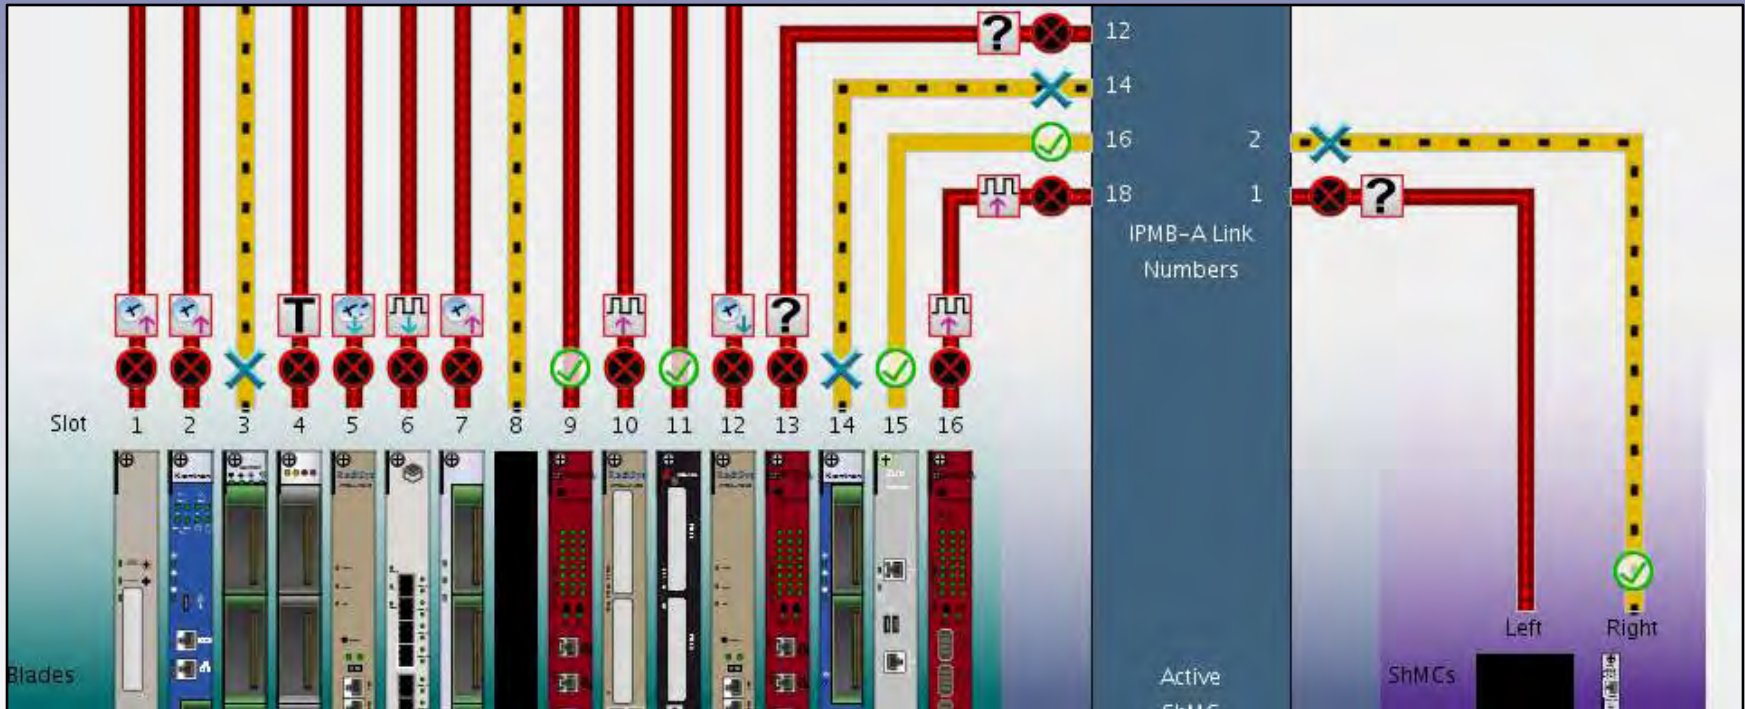 12
14
16 2
18 1
IPMB-A Link
Numbers
? ?
T ?
Slot 1 2 3 4 5 6 7 8 9 10 11 12 13 14 15 16
Left Right
Blades
Active
ShMCs
ShMC